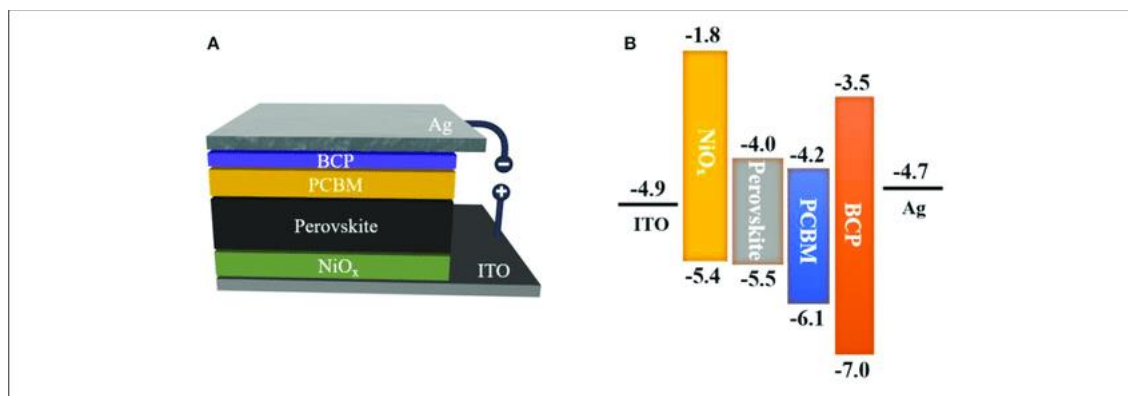 A
Ag
BCP
PCBM
Perovskite
NiOx
ITO
−
+
B
-1.8
-3.5
-4.0
-4.2
-4.7
-4.9
NiOx
Perovskite
PCBM
BCP
ITO
Ag
-5.4
-5.5
-6.1
-7.0